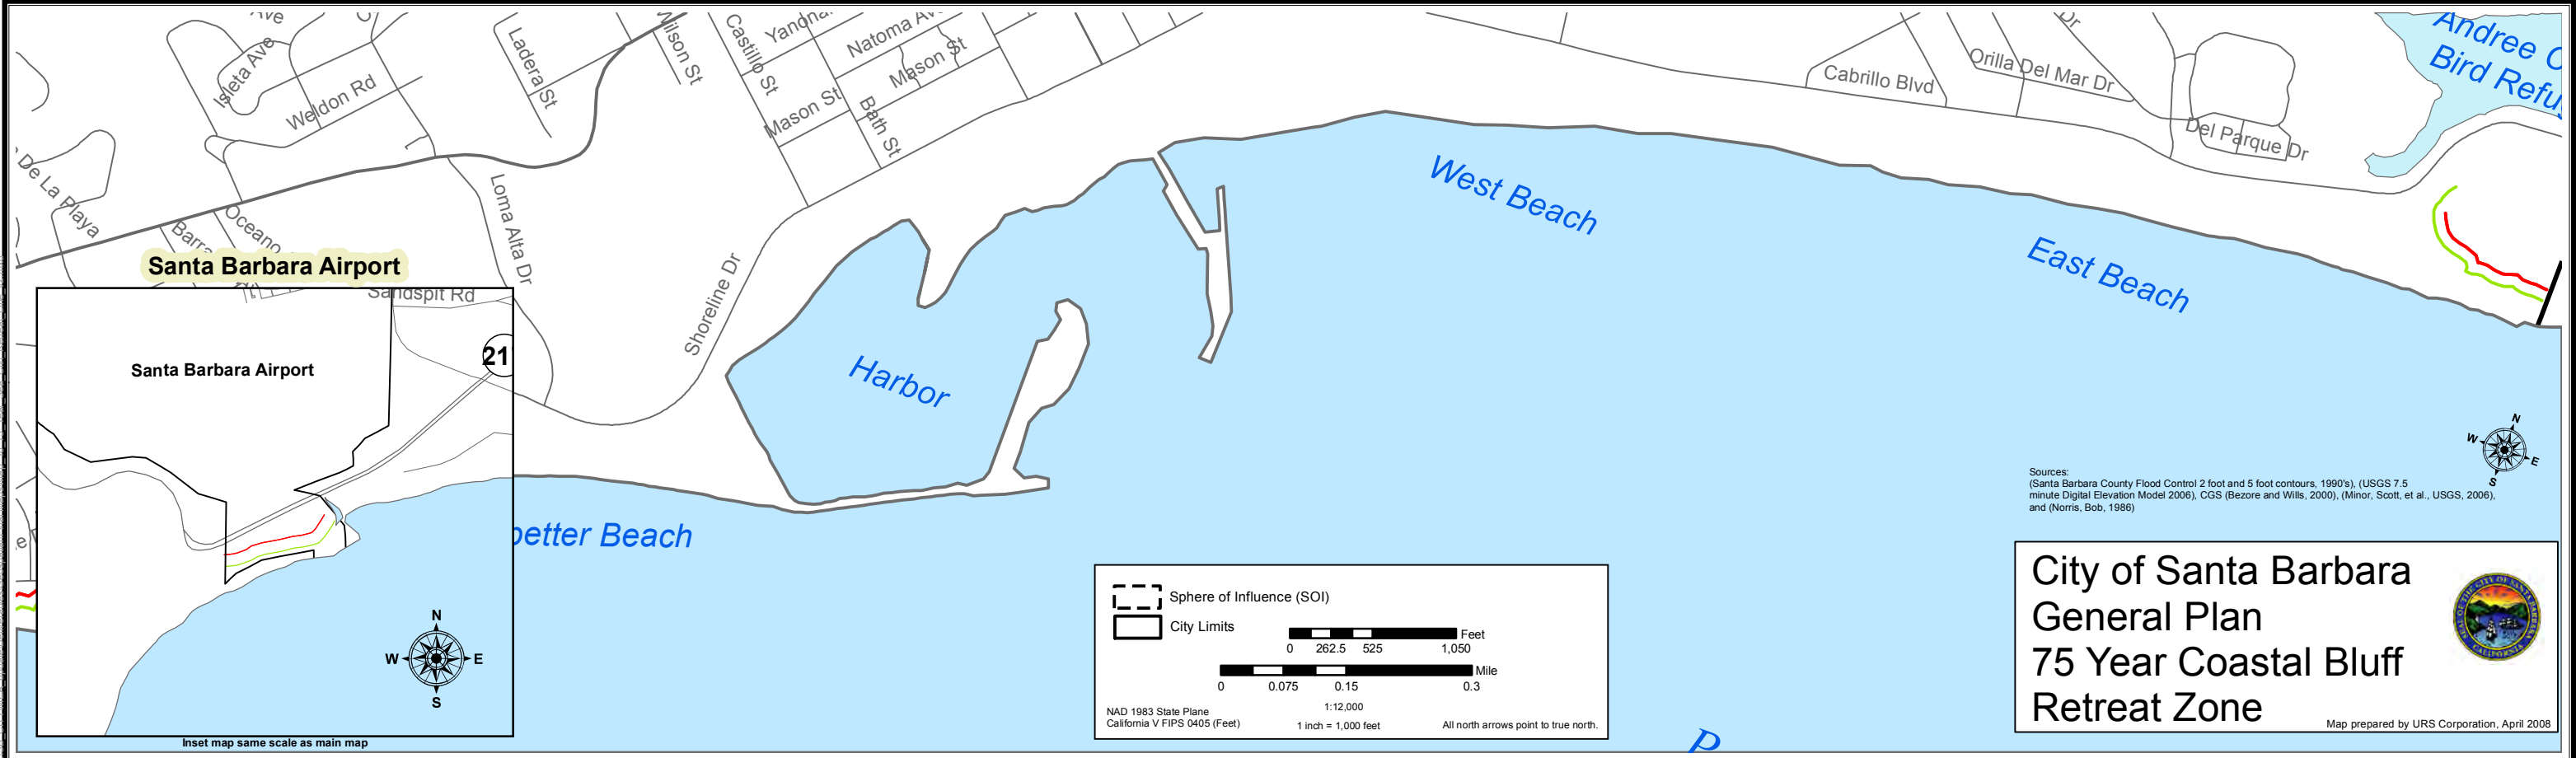 Ave
Isleta Ave
Weldon Rd
Ladera St
Wilson St
Castillo St
Natoma Ave
Mason St
Mason St
Bath St
Cabrillo Blvd
Orilla Del Mar Dr
Dr
Del Parque Dr
Andree C
Bird Refu
De La Playa
Oceano
Barra
Loma Alta Dr
Shoreline Dr
West Beach
East Beach
Harbor
Santa Barbara Airport
Sandspit Rd
Santa Barbara Airport
21
N
W
E
S
Inset map same scale as main map
better Beach
P
Sphere of Influence (SOI)
City Limits
Feet
0 262.5 525 1,050
Mile
0 0.075 0.15 0.3
1:12,000
NAD 1983 State Plane
California V FIPS 0405 (Feet)
1 inch = 1,000 feet
All north arrows point to true north.
N
W
E
S
Sources:
(Santa Barbara County Flood Control 2 foot and 5 foot contours, 1990's), (USGS 7.5
minute Digital Elevation Model 2006), CGS (Bezore and Wills, 2000), (Minor, Scott, et al., USGS, 2006),
and (Norris, Bob, 1986)
City of Santa Barbara
General Plan
75 Year Coastal Bluff
Retreat Zone
Map prepared by URS Corporation, April 2008